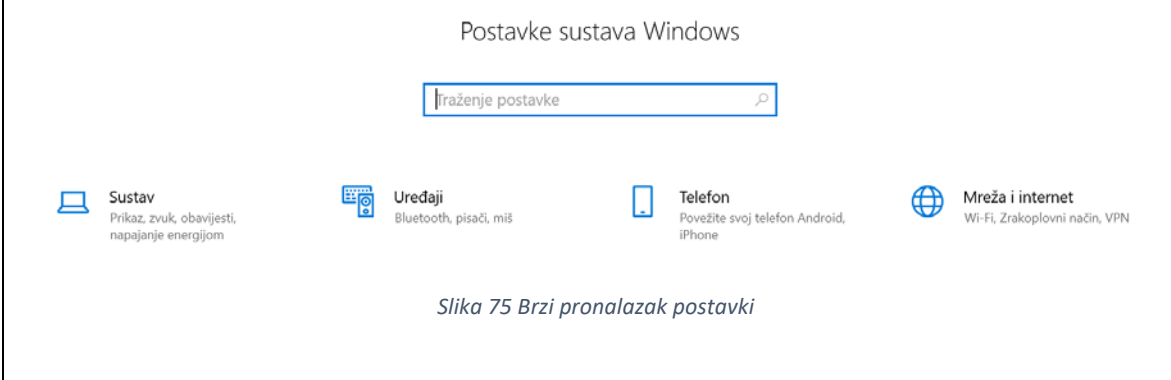 Postavke sustava Windows
Traženje postavke
Sustav
Prikaz, zvuk, obavijesti,
napajanje energijom
Uređaji
Bluetooth, pisači, miš
Telefon
Povežite svoj telefon Android,
iPhone
Mreža i internet
Wi-Fi, Zrakoplovni način, VPN
Slika 75 Brzi pronalazak postavki